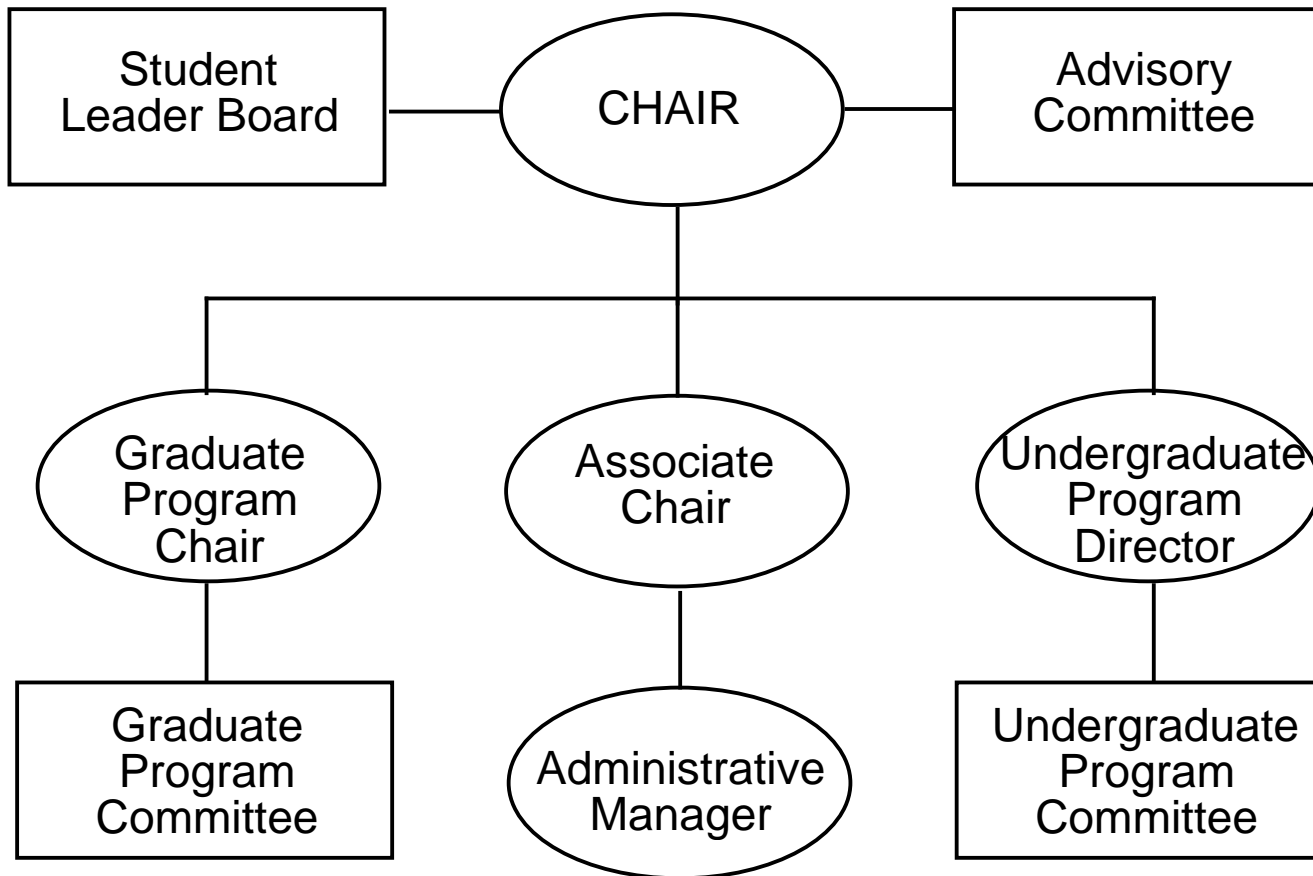 Student
Leader Board
CHAIR
Advisory
Committee
Graduate
Program
Chair
Associate
Chair
Undergraduate
Program
Director
Graduate
Program
Committee
Administrative
Manager
Undergraduate
Program
Committee